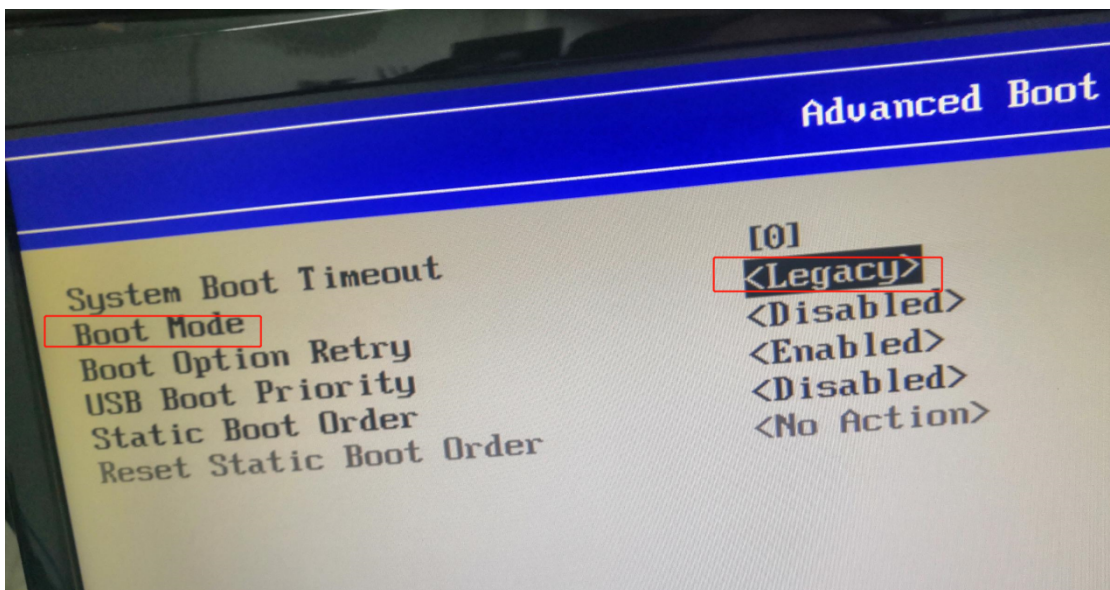 Advanced Boot
System Boot Timeout [0]
Boot Mode <Legacy>
Boot Option Retry <Disabled>
USB Boot Priority <Enabled>
Static Boot Order <Disabled>
Reset Static Boot Order <No Action>